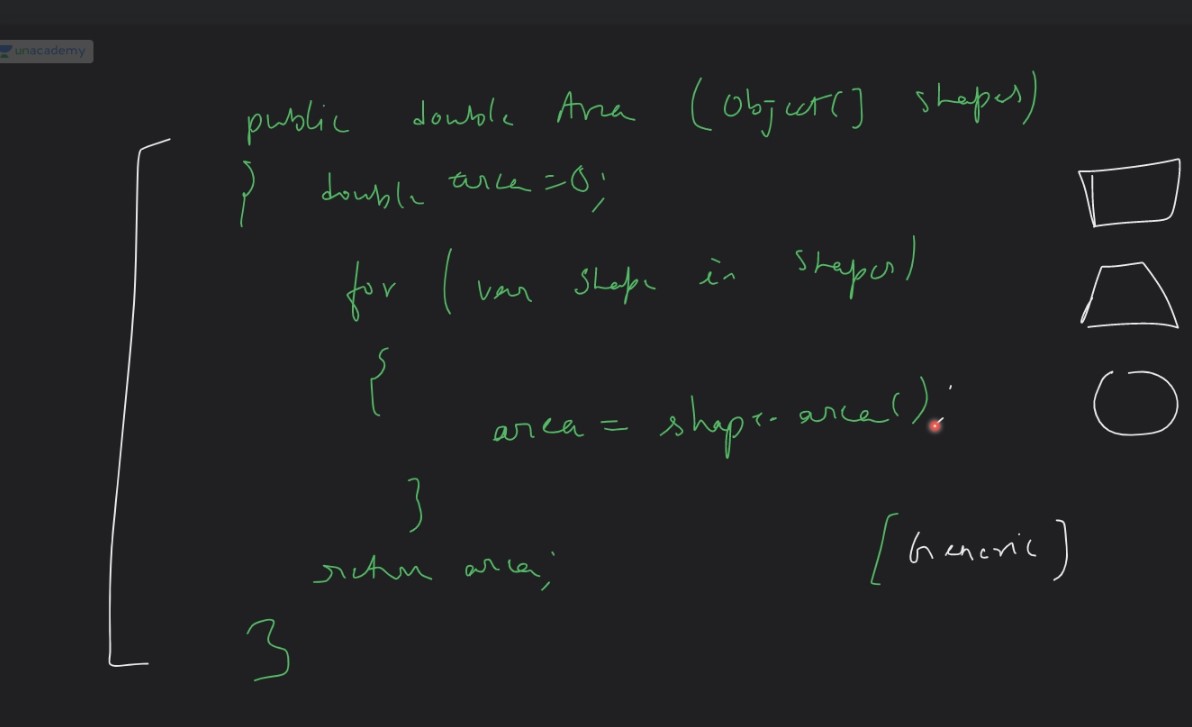 unacademy
public double Area (Object[] shapes)
{ double area = 0;
for (var shape in shapes)
{
area = shape.area();
}
return area;
[Generic]
}